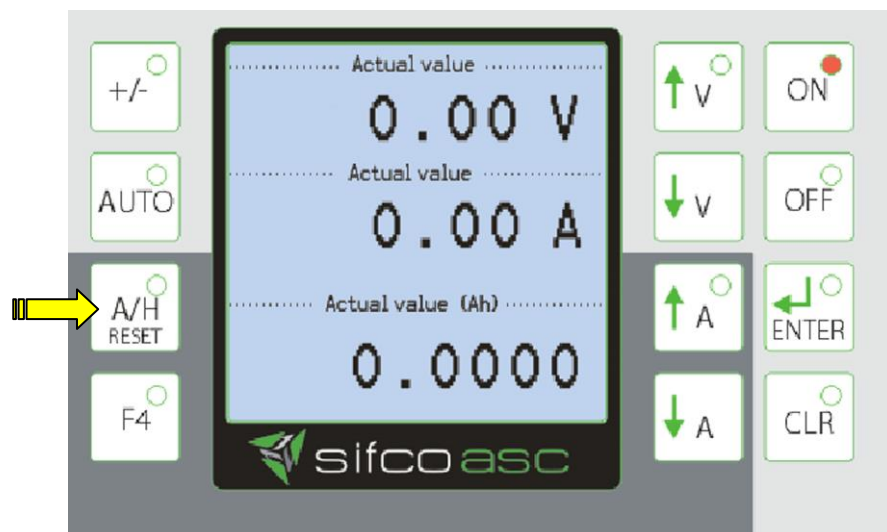 +/-
AUTO
A/H
RESET
F4
Actual value
0.00 V
Actual value
0.00 A
Actual value (Ah)
0.0000
sifco asc
V
V
A
A
ON
OFF
ENTER
CLR